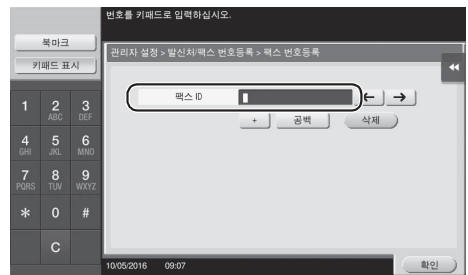 번호를 키패드로 입력하십시오.
북마크
키패드 표시
관리자 설정 > 발신처/팩스 번호등록 > 팩스 번호등록
팩스 ID
← →
+ 공백 삭제
1 2 ABC 3 DEF
4 GHI 5 JKL 6 MNO
7 PQRS 8 TUV 9 WXYZ
* 0 #
C
10/05/2016 09:07
확인